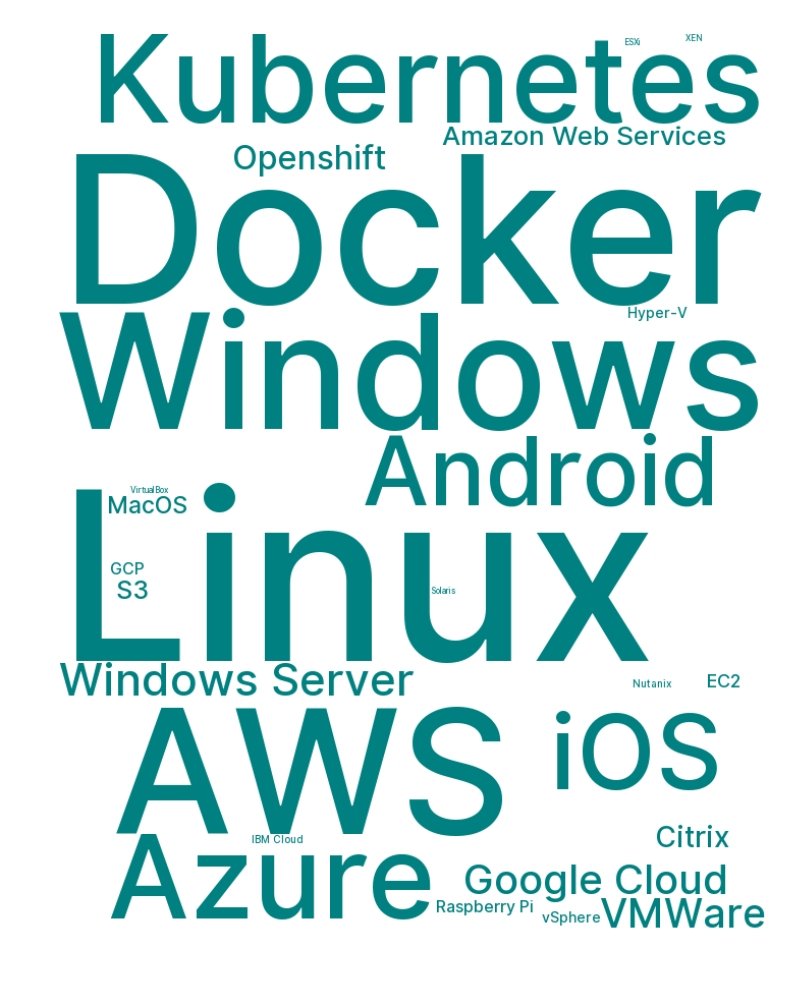 Kubernetes
ESXi
XEN
Amazon Web Services
Openshift
Docker
Hyper-V
Windows
Android
VirtualBox
MacOS
Linux
GCP
S3
Solaris
Windows Server
Nutanix
EC2
AWS
iOS
Citrix
IBM Cloud
Azure
Google Cloud
Raspberry Pi
vSphere
VMWare